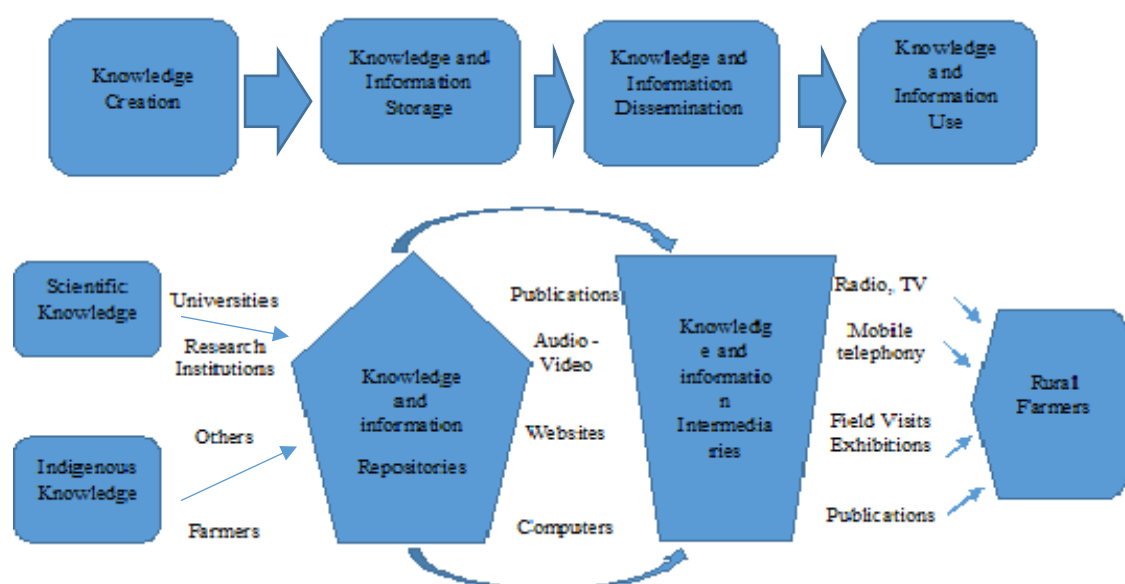 Knowledge
Creation
Knowledge and
Information
Storage
Knowledge and
Information
Dissemination
Knowledge
and
Information
Use
Scientific
Knowledge
Universities
Research
Institutions
Others
Indigenous
Knowledge
Farmers
Knowledge
and
information
Repositories
Publications
Audio -
Video
Websites
Computers
Knowledg
e and
informatio
n
Intermedia
ries
Radio, TV
Mobile
telephony
Field Visits
Exhibitions
Publications
Rural
Farmers